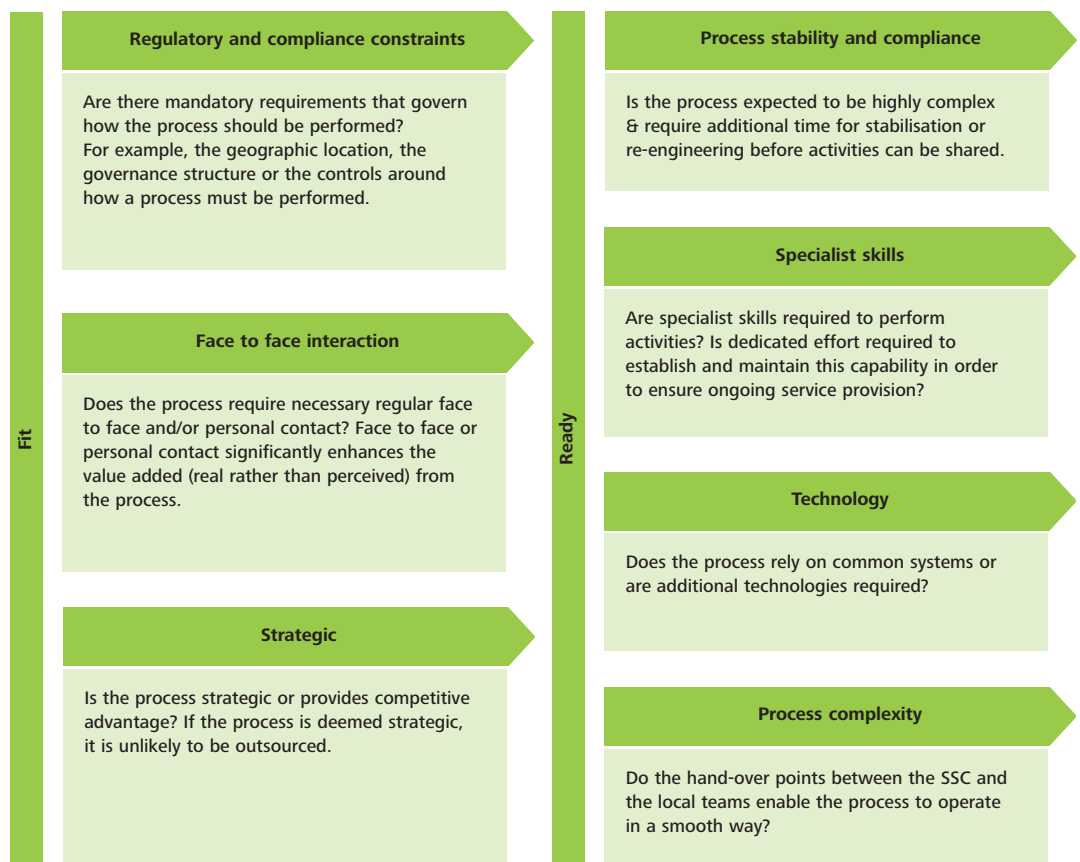 Fit
Regulatory and compliance constraints
Are there mandatory requirements that govern
how the process should be performed?
For example, the geographic location, the
governance structure or the controls around
how a process must be performed.
Face to face interaction
Does the process require necessary regular face
to face and/or personal contact? Face to face or
personal contact significantly enhances the
value added (real rather than perceived) from
the process.
Strategic
Is the process strategic or provides competitive
advantage? If the process is deemed strategic,
it is unlikely to be outsourced.
Ready
Process stability and compliance
Is the process expected to be highly complex
& require additional time for stabilisation or
re-engineering before activities can be shared.
Specialist skills
Are specialist skills required to perform
activities? Is dedicated effort required to
establish and maintain this capability in order
to ensure ongoing service provision?
Technology
Does the process rely on common systems or
are additional technologies required?
Process complexity
Do the hand-over points between the SSC and
the local teams enable the process to operate
in a smooth way?